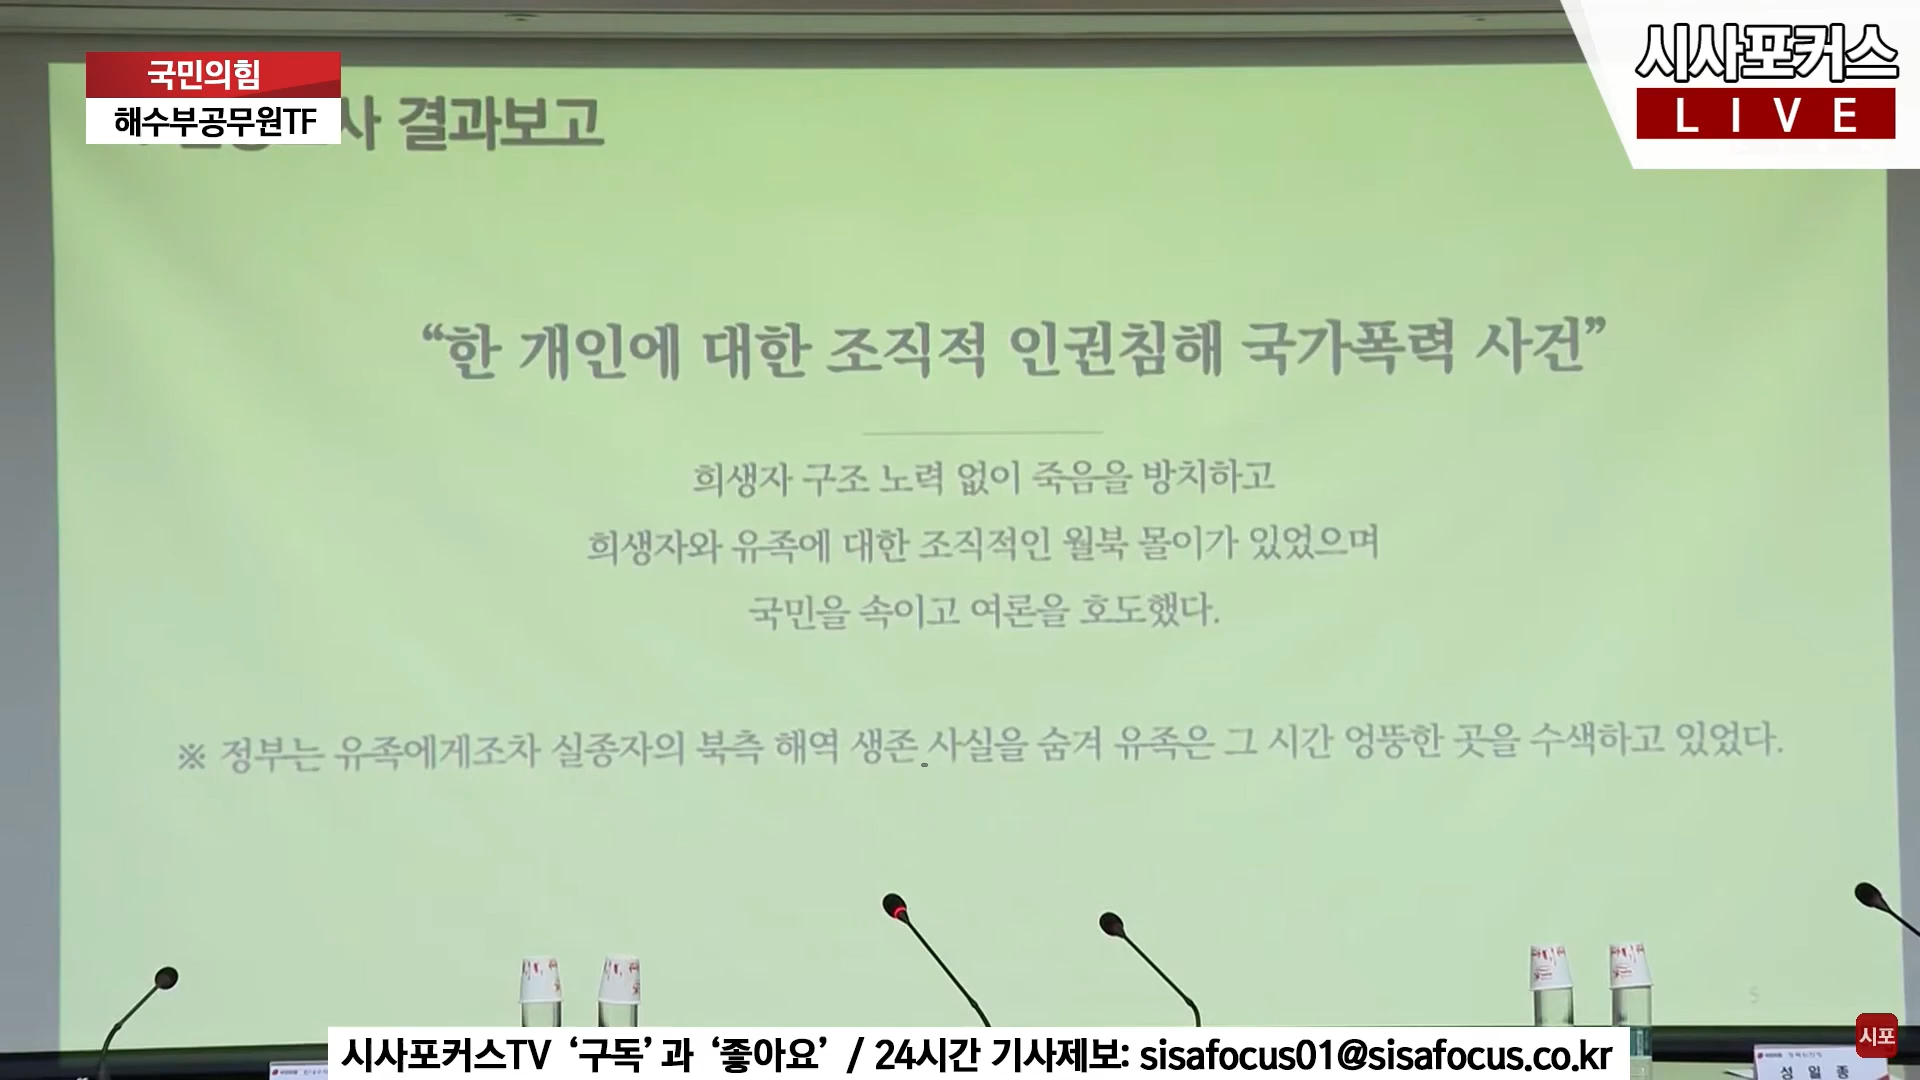 국민의힘
해수부공무원TF
시사포커스
LIVE
사 결과보고
“한 개인에 대한 조직적 인권침해 국가폭력 사건”
희생자 구조 노력 없이 죽음을 방치하고
희생자와 유족에 대한 조직적인 월북 몰이가 있었으며
국민을 속이고 여론을 호도했다.
※ 정부는 유족에게조차 실종자의 북측 해역 생존 사실을 숨겨 유족은 그 시간 엉뚱한 곳을 수색하고 있었다.
5
시포
성 일 종
시사포커스TV ‘구독’과 ‘좋아요’ / 24시간 기사제보: sisafocus01@sisafocus.co.kr